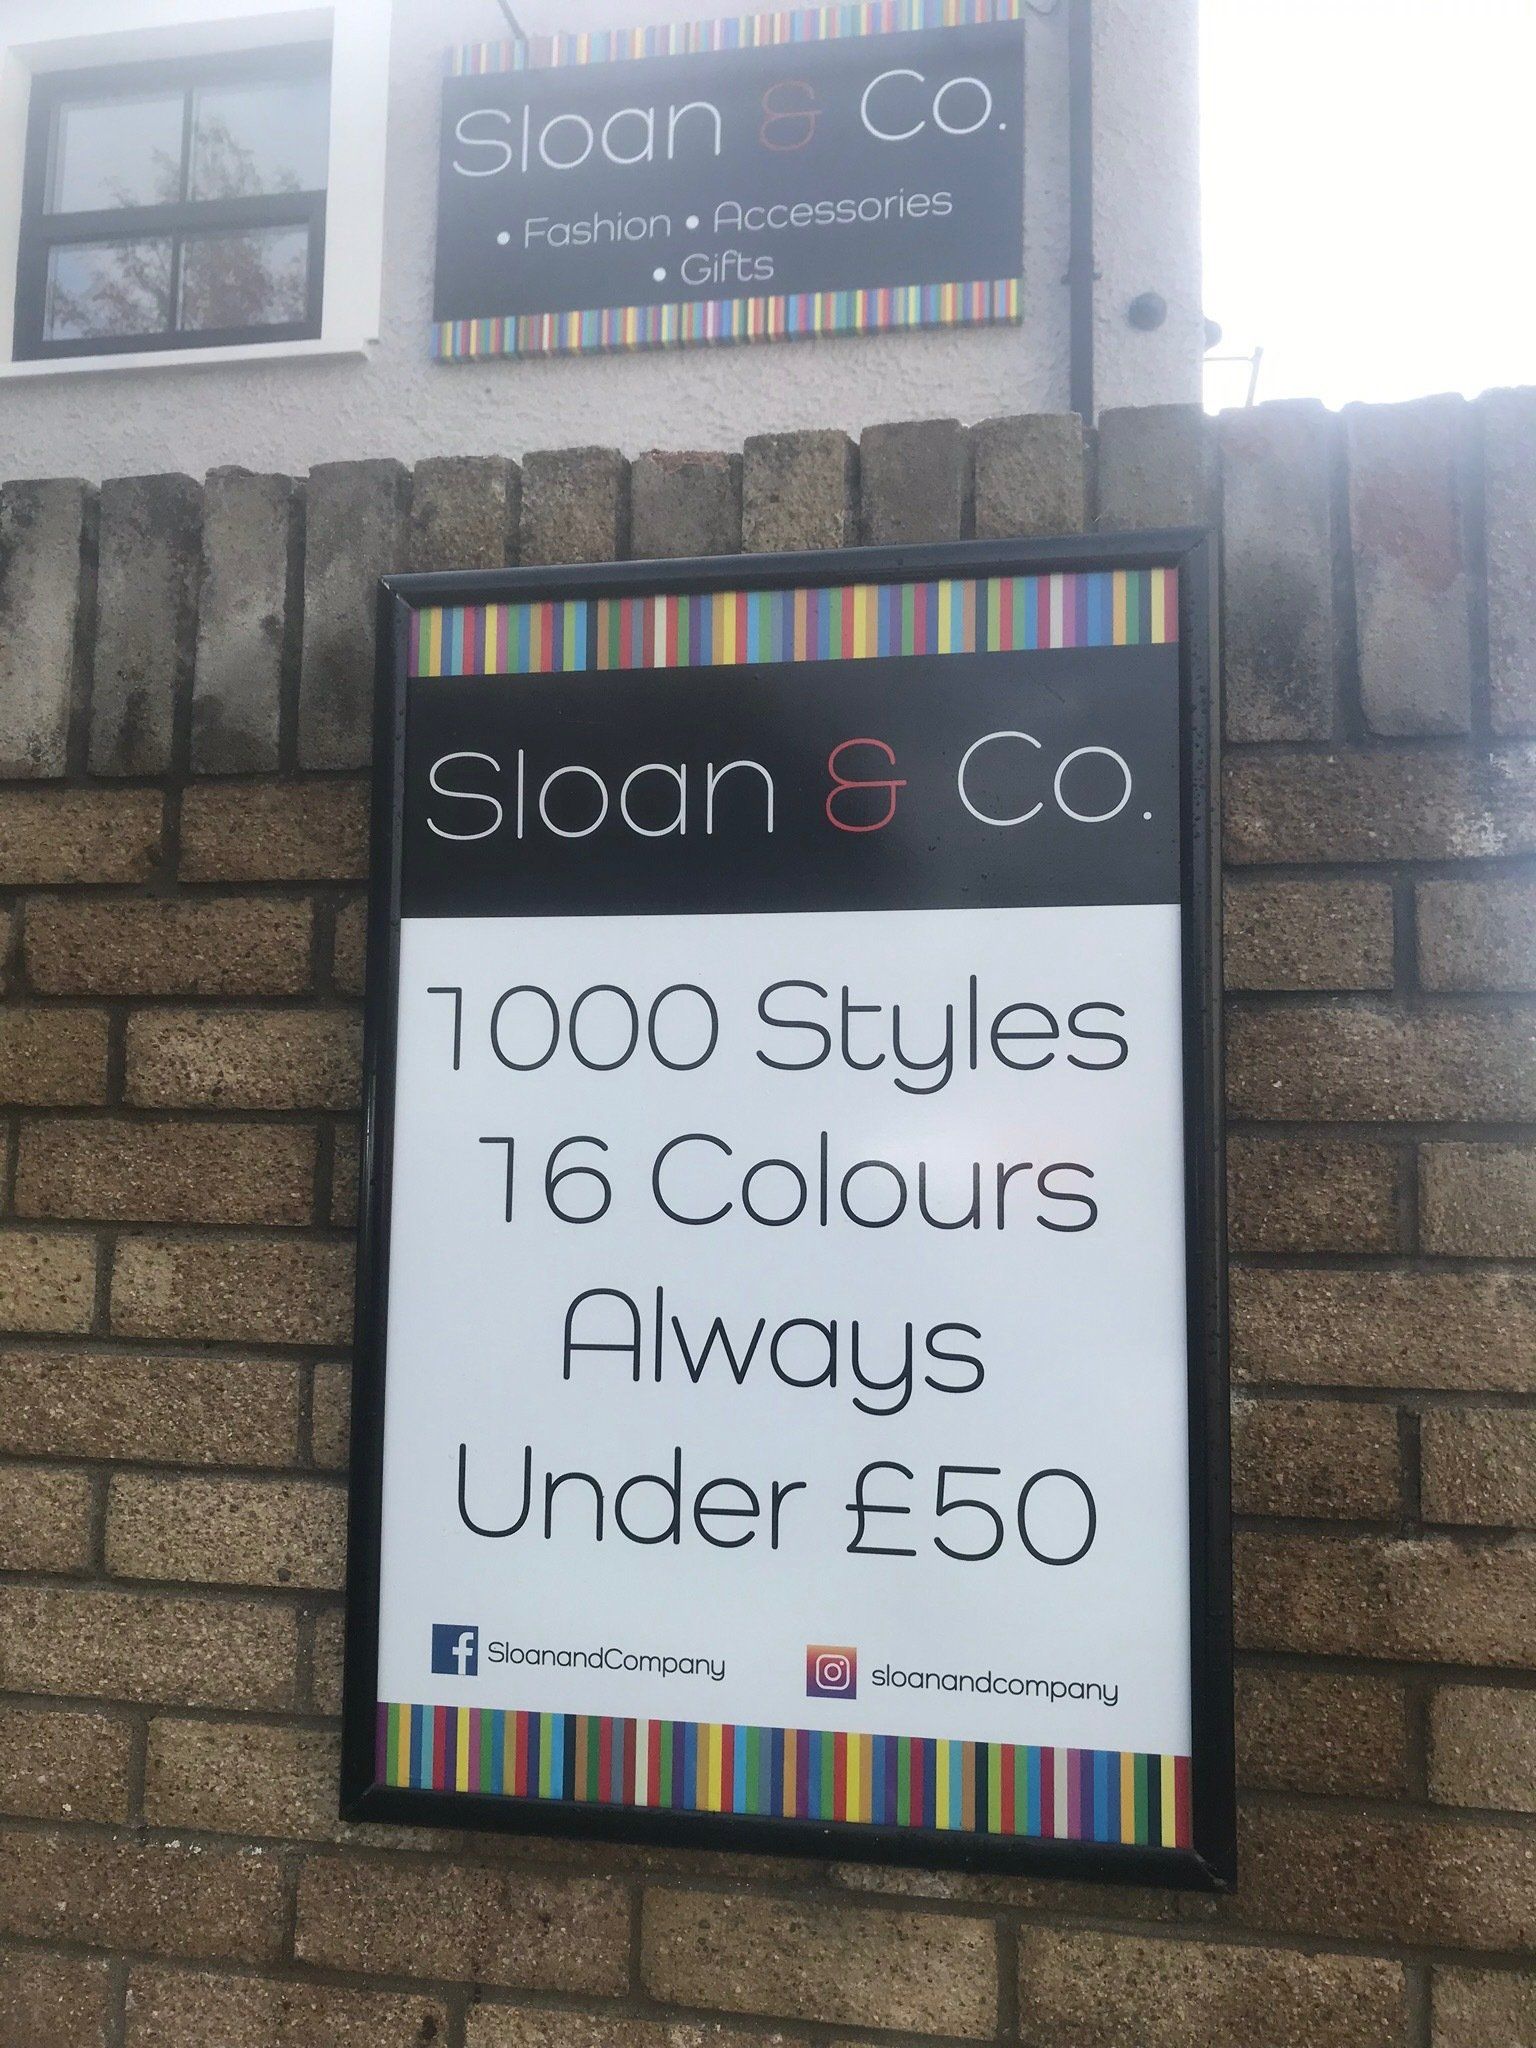 Sloan & Co.
• Fashion • Accessories
• Gifts
Sloan & Co.
1000 Styles
16 Colours
Always
Under £50
SloanandCompany sloanandcompany